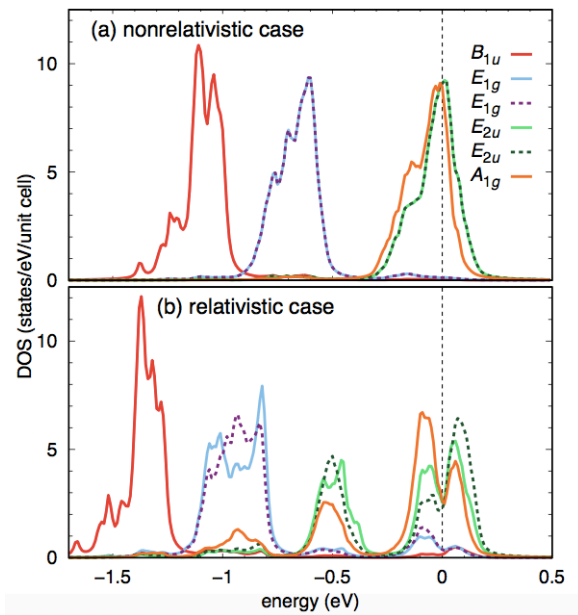 (a) nonrelativistic case
B1u
E1g
E1g
E2u
E2u
A1g
10
5
0
(b) relativistic case
10
5
0
DOS (states/eV/unit cell)
−1.5 −1 −0.5 0 0.5
energy (eV)